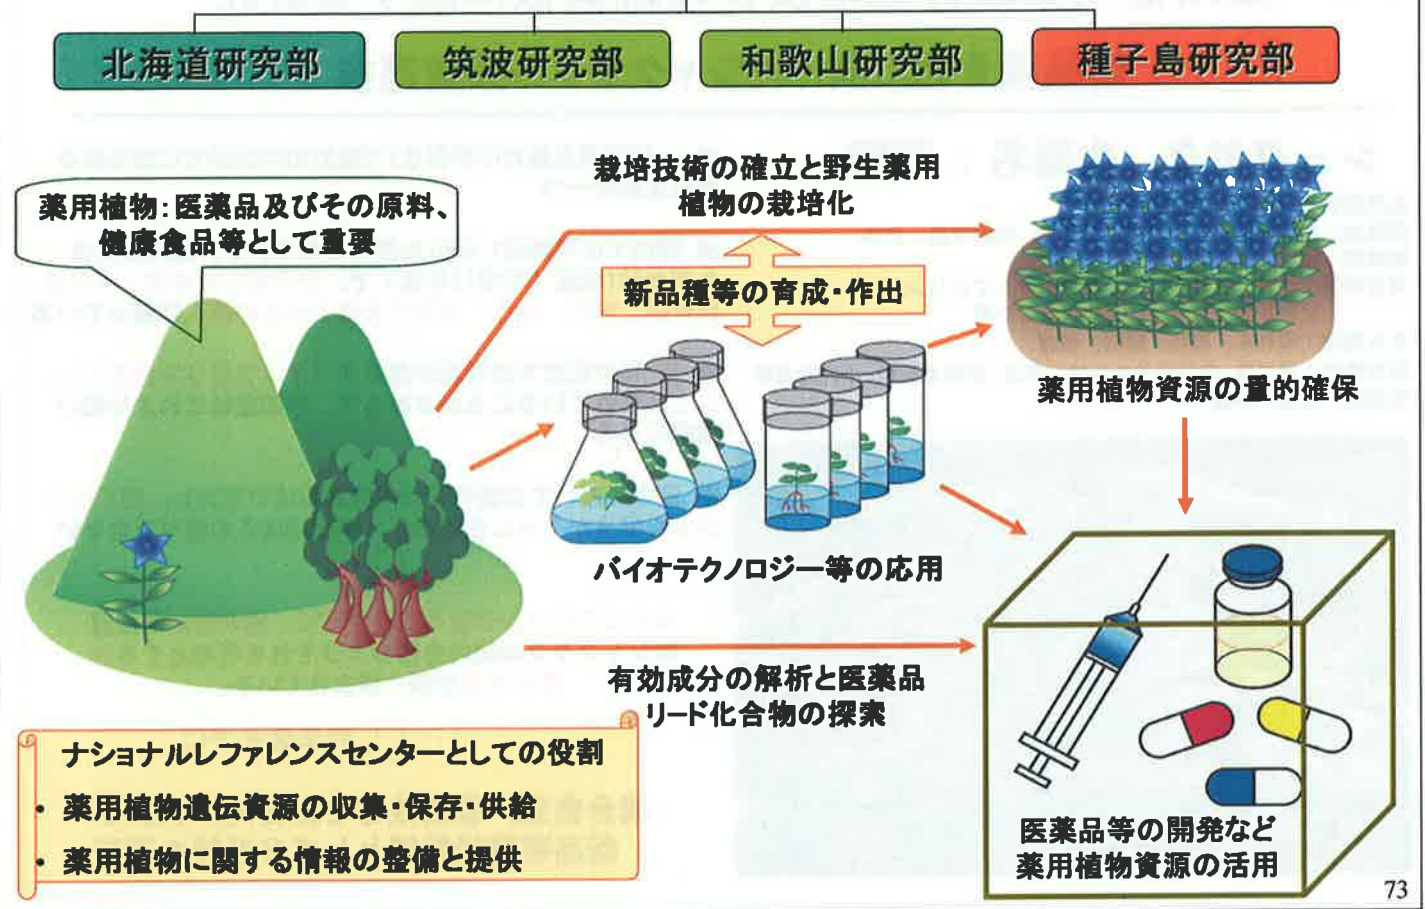 北海道研究部
筑波研究部
和歌山研究部
種子島研究部
薬用植物：医薬品及びその原料、
健康食品等として重要
栽培技術の確立と野生薬用
植物の栽培化
新品種等の育成・作出
薬用植物資源の量的確保
バイオテクノロジー等の応用
有効成分の解析と医薬品
リード化合物の探索
ナショナルレファレンスセンターとしての役割
• 薬用植物遺伝資源の収集・保存・供給
• 薬用植物に関する情報の整備と提供
医薬品等の開発など
薬用植物資源の活用
73